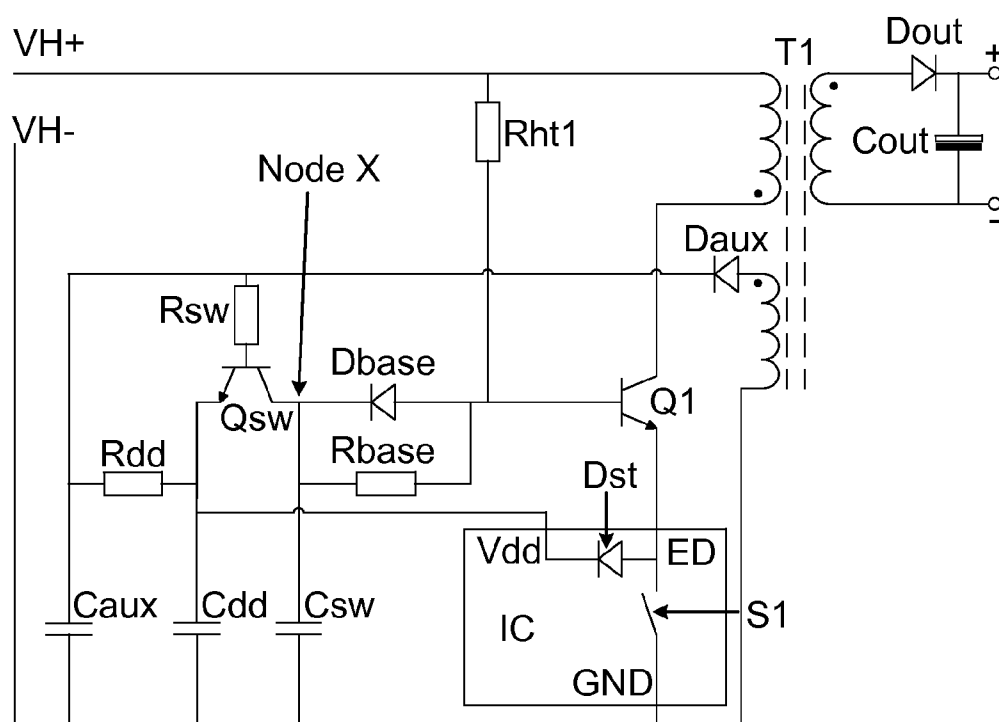 Dout
T1
+
VH+
VH-
Rht1
Cout
Node X
-
Daux
Rsw
Dbase
Qsw
Q1
Rdd
Rbase
Dst
Vdd
ED
Caux
Cdd
Csw
IC
S1
GND